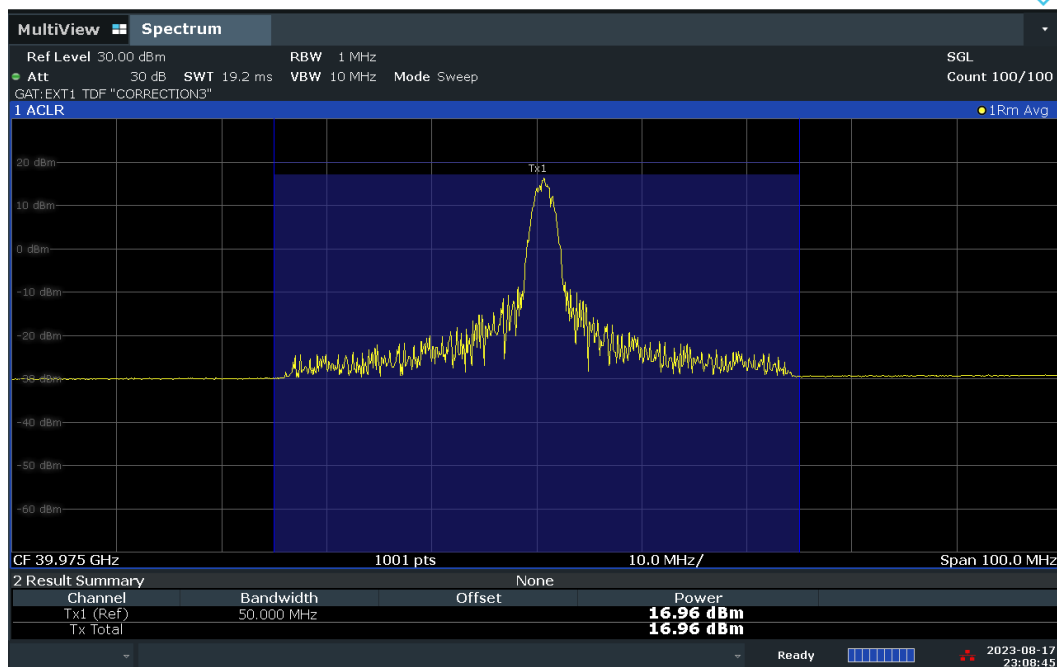 MultiView Spectrum
Ref Level 30.00 dBm RBW 1 MHz SGL
Att 30 dB SWT 19.2 ms VBW 10 MHz Mode Sweep Count 100/100
GAT:EXT1 TDF "CORRECTION3"
1 ACLR 1Rm Avg
20 dBm
Tx1
10 dBm
0 dBm
-10 dBm
-20 dBm
-30 dBm
-40 dBm
-50 dBm
-60 dBm
CF 39.975 GHz 1001 pts 10.0 MHz/ Span 100.0 MHz
2 Result Summary None
Channel Bandwidth Offset Power
Tx1 (Ref) 50.000 MHz 16.96 dBm
Tx Total 16.96 dBm
Ready 2023-08-17
23:08:45